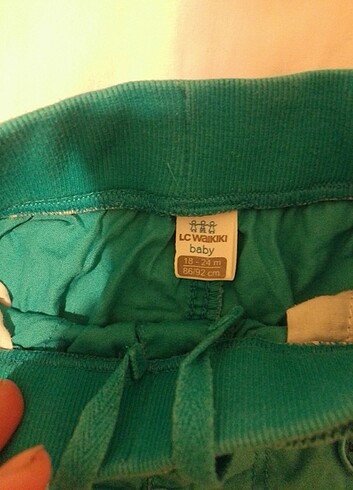 LC WAIKIKI
baby
18 - 24 m
86/92 cm